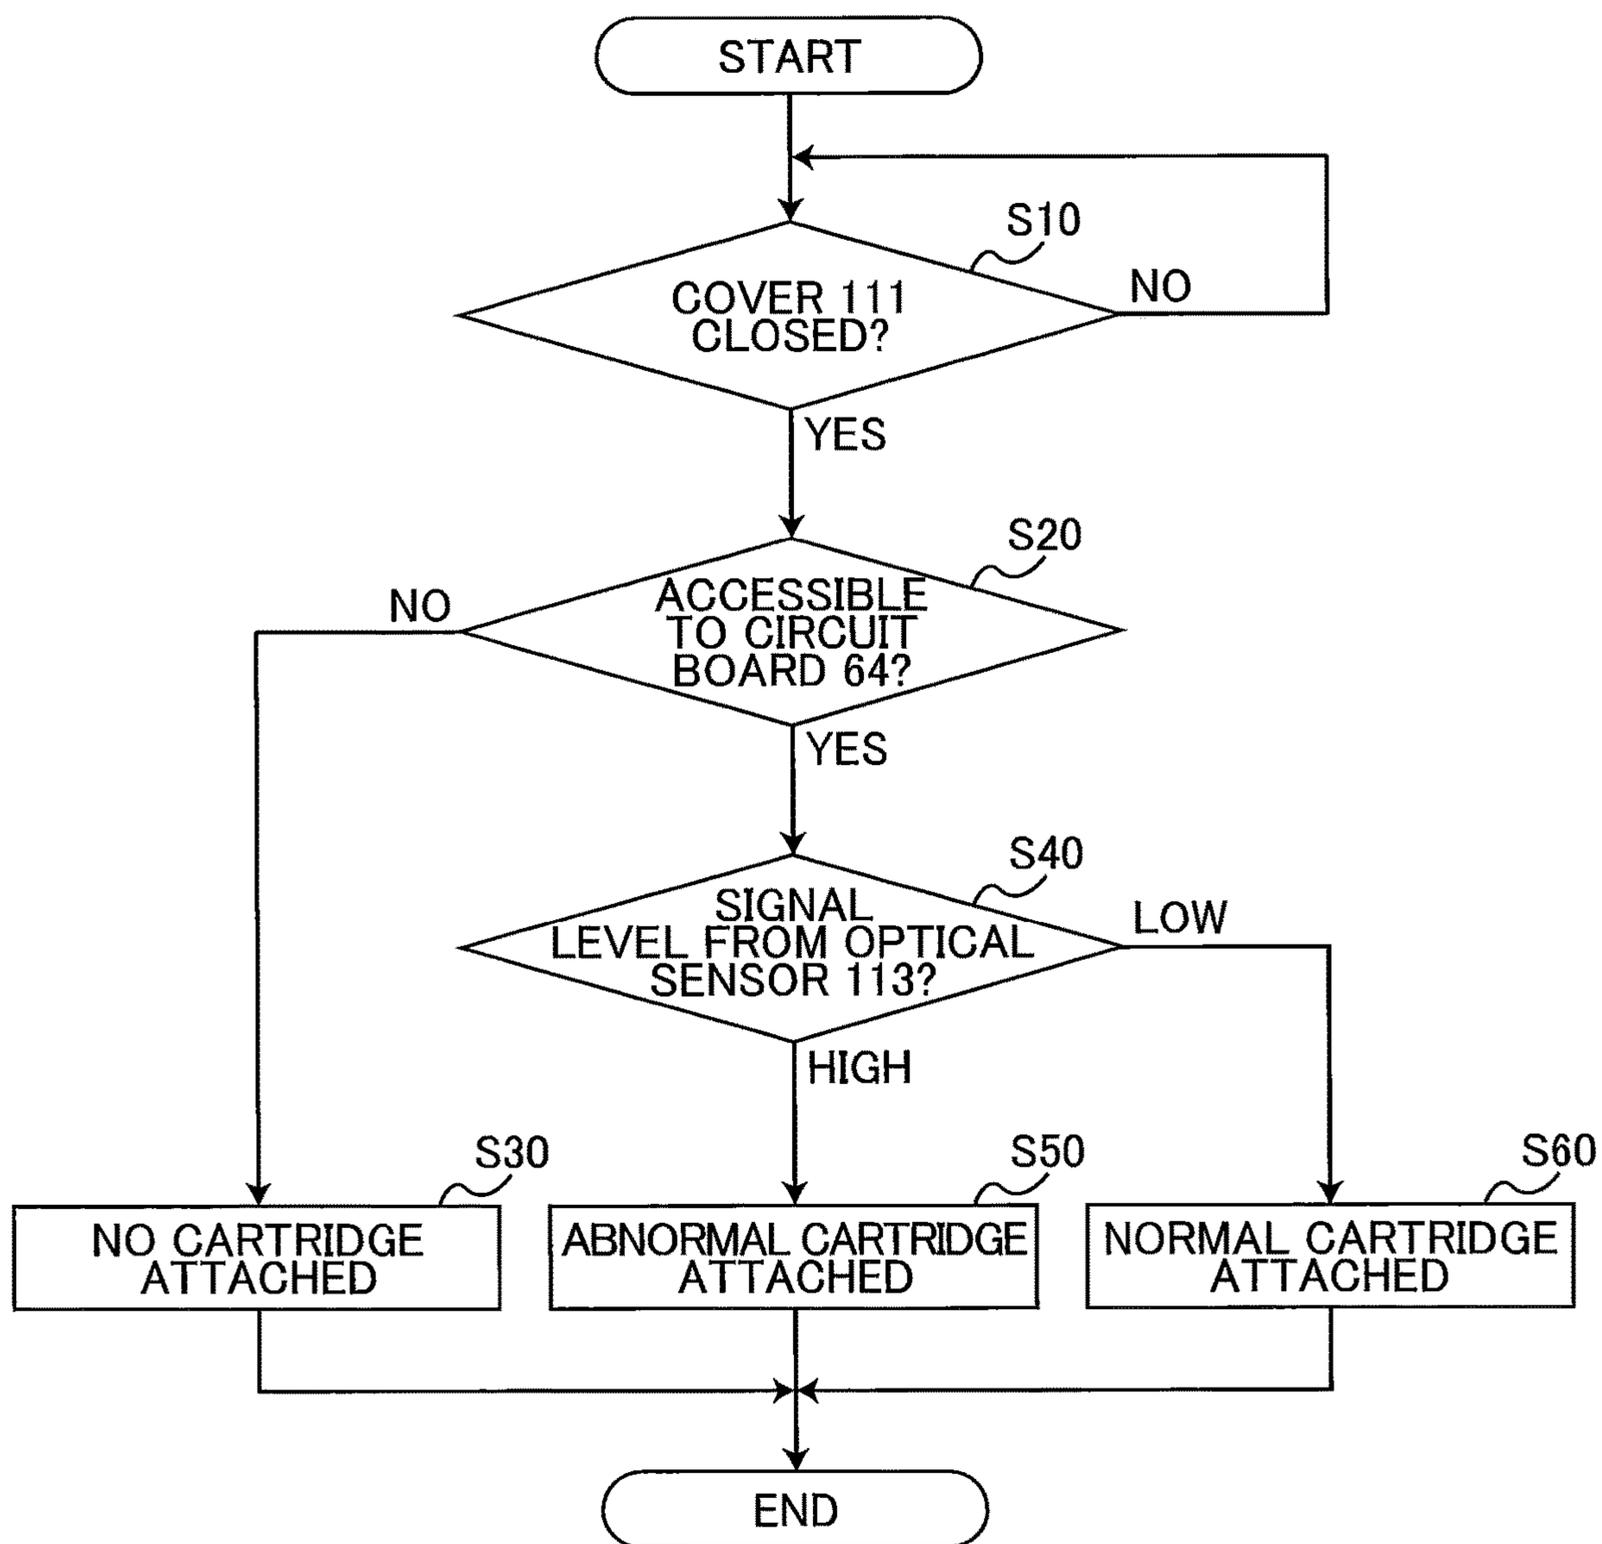 START
S10
COVER 111
CLOSED?
NO
YES
S20
ACCESSIBLE
TO CIRCUIT
BOARD 64?
NO
YES
S40
SIGNAL
LEVEL FROM OPTICAL
SENSOR 113?
LOW
HIGH
S30
NO CARTRIDGE
ATTACHED
S50
ABNORMAL CARTRIDGE
ATTACHED
S60
NORMAL CARTRIDGE
ATTACHED
END